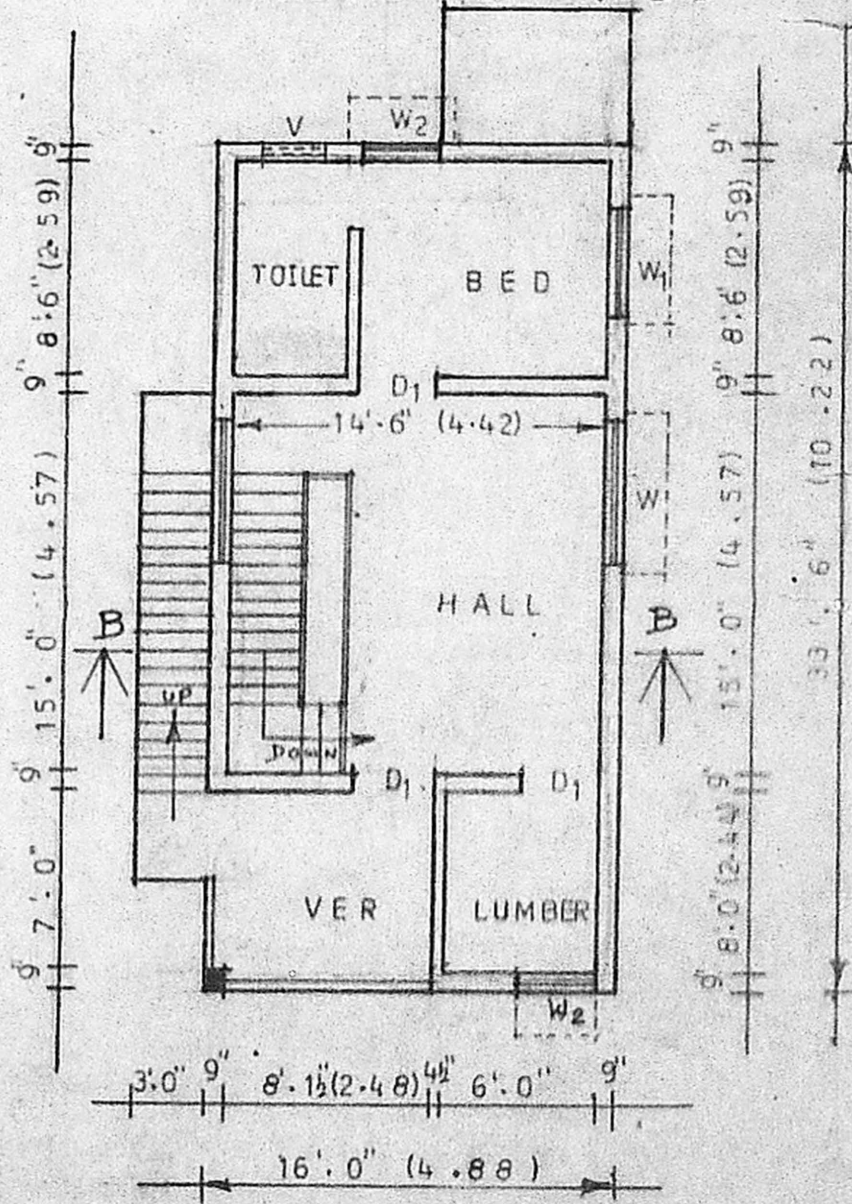 V
W2
9"
8'.6" (2.59)
9"
15'.0" (4.57)
9"
7'.0"
9"
TOILET
BED
W1
D1
14'-6" (4.42)
W
HALL
B
B
UP
DOWN
D1
D1
VER
LUMBER
W2
9"
8'.6" (2.59)
9"
15'.0" (4.57)
9"
8'.0" (2.44)
9"
33'.6" (10.22)
3'.0" 9" 8'.1½" (2.48) 4½" 6'.0" 9"
16'.0" (4.88)